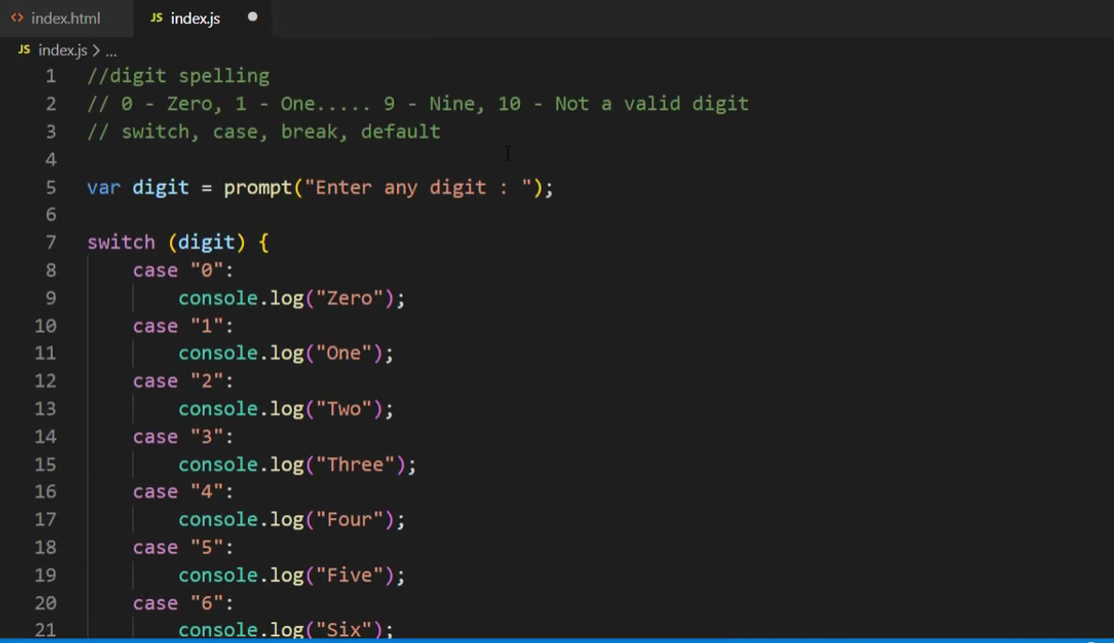 <> index.html JS index.js ●
JS index.js > ...
1 //digit spelling
2 // 0 - Zero, 1 - One..... 9 - Nine, 10 - Not a valid digit
3 // switch, case, break, default
4
5 var digit = prompt("Enter any digit : ");
6
7 switch (digit) {
8 case "0":
9 console.log("Zero");
10 case "1":
11 console.log("One");
12 case "2":
13 console.log("Two");
14 case "3":
15 console.log("Three");
16 case "4":
17 console.log("Four");
18 case "5":
19 console.log("Five");
20 case "6":
21 console.log("Six");